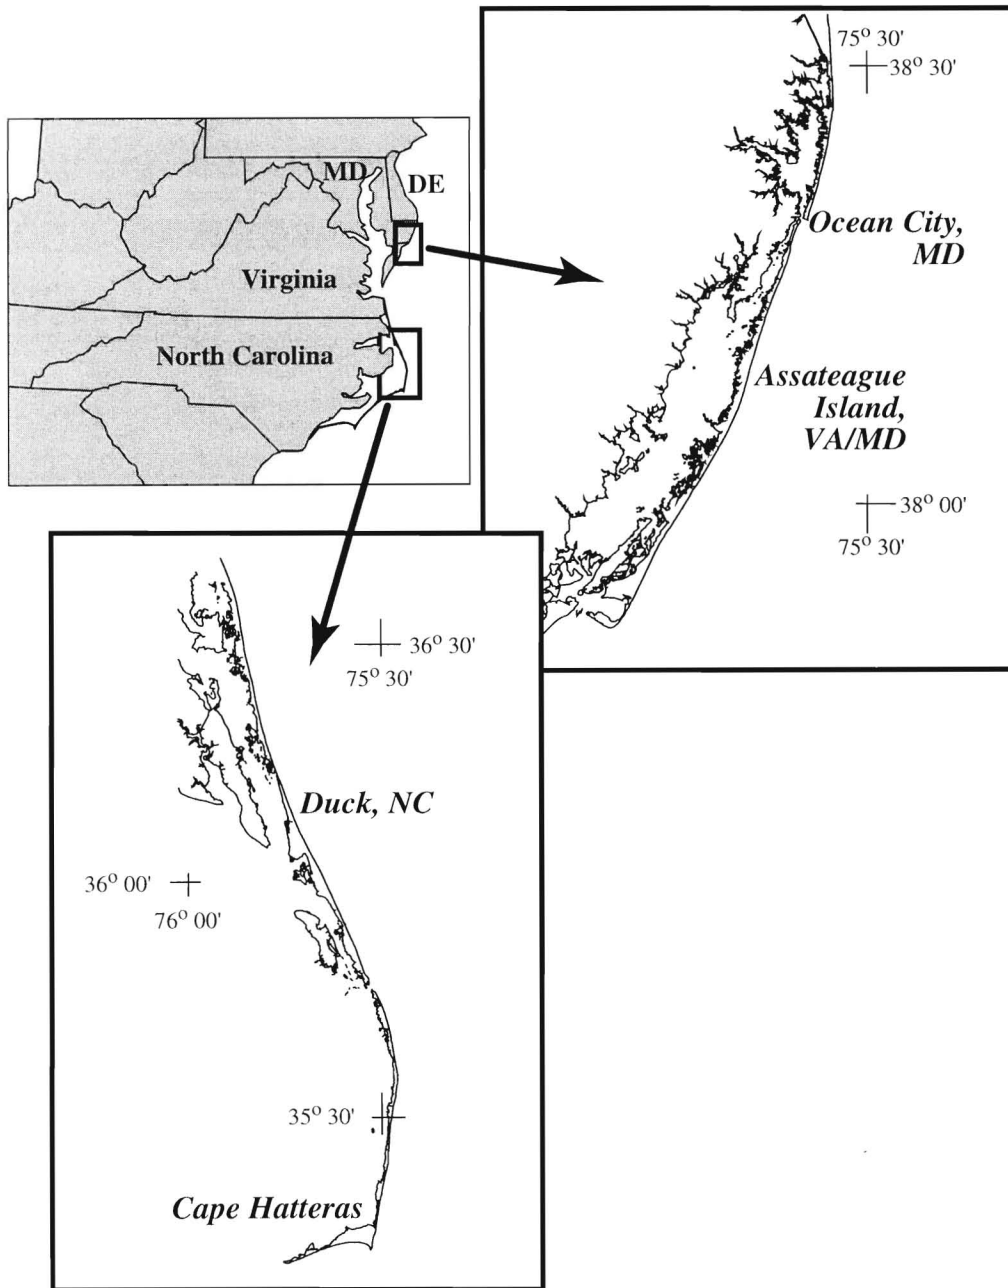 MD
DE
Virginia
North Carolina
75° 30'
38° 30'
Ocean City,
MD
Assateague
Island,
VA/MD
38° 00'
75° 30'
36° 30'
75° 30'
Duck, NC
36° 00'
76° 00'
35° 30'
Cape Hatteras